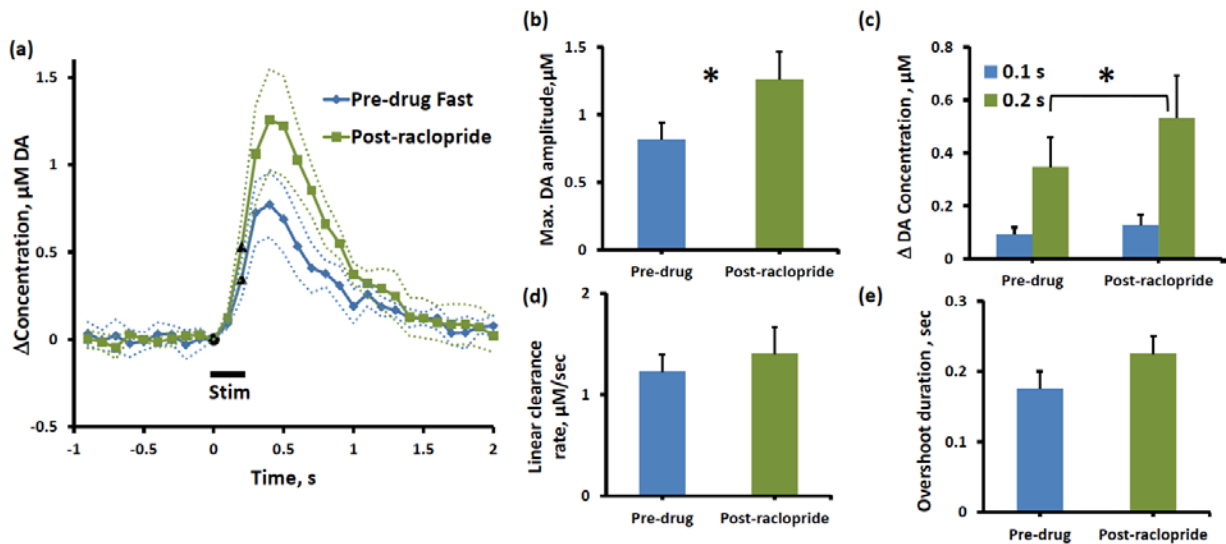 (a)
ΔConcentration, µM DA
1.5
1
0.5
0
-0.5
-1
-0.5
0
0.5
1
1.5
2
Time, s
Pre-drug Fast
Post-raclopride
Stim
(b)
Max. DA amplitude,µM
1.5
1
0.5
0
*
Pre-drug
Post-raclopride
(c)
Δ DA Concentration , µM
0.8
0.6
0.4
0.2
0
0.1 s
0.2 s
*
Pre-drug
Post-raclopride
(d)
Linear clearance
rate, µM/sec
2
1
0
Pre-drug
Post-raclopride
(e)
Overshoot duration , sec
0.3
0.2
0.1
0
Pre-drug
Post-raclopride